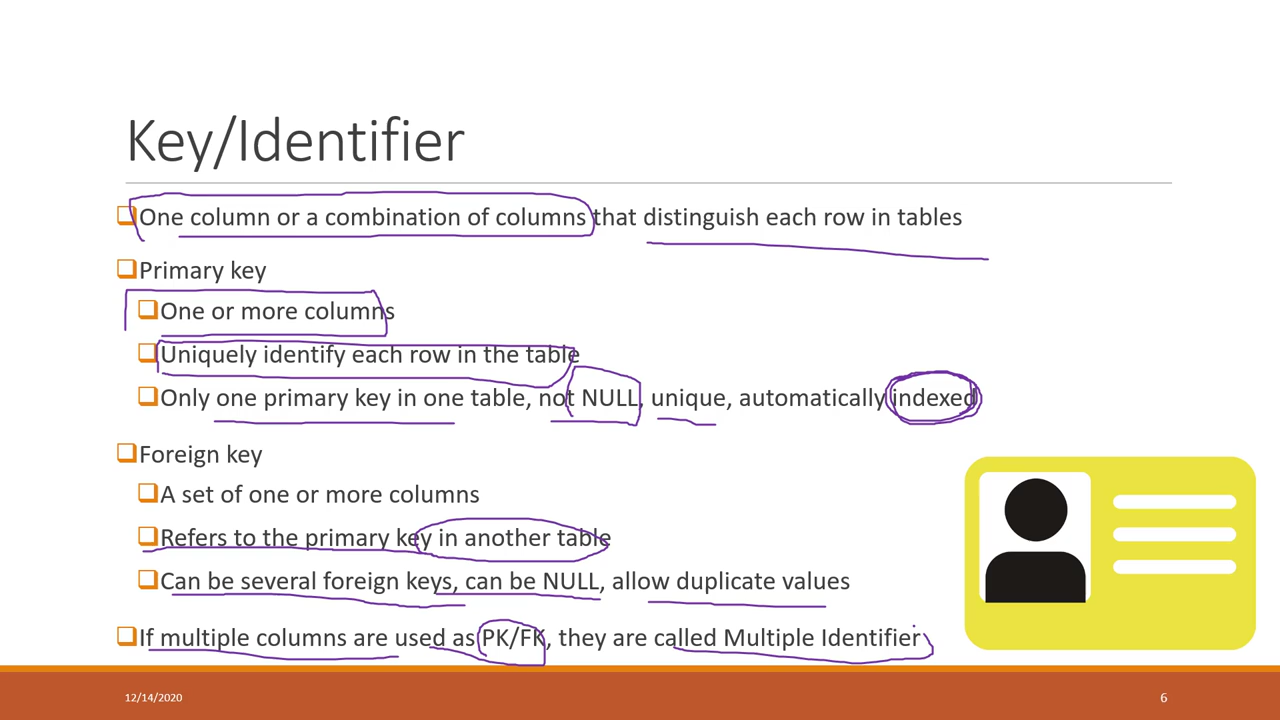 Key/Identifier
One column or a combination of columns that distinguish each row in tables
Primary key
One or more columns
Uniquely identify each row in the table
Only one primary key in one table, not NULL, unique, automatically indexed
Foreign key
A set of one or more columns
Refers to the primary key in another table
Can be several foreign keys, can be NULL, allow duplicate values
If multiple columns are used as PK/FK, they are called Multiple Identifier
12/14/2020
6